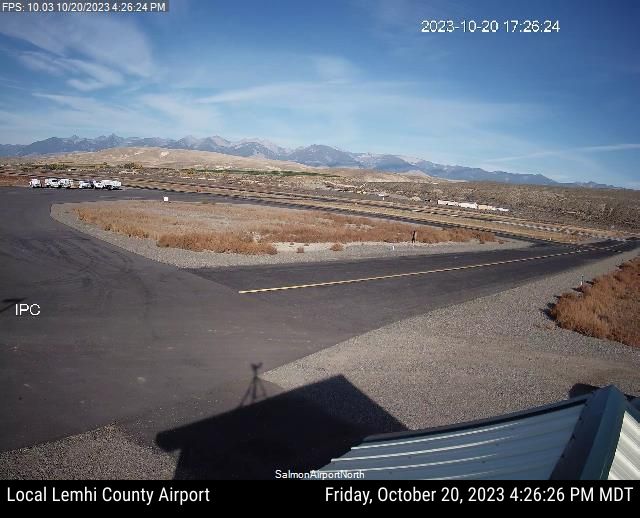 FPS: 10.03 10/20/2023 4:26:24 PM
2023-10-20 17:26:24
IPC
SalmonAirportNorth
Local Lemhi County Airport
Friday, October 20, 2023 4:26:26 PM MDT